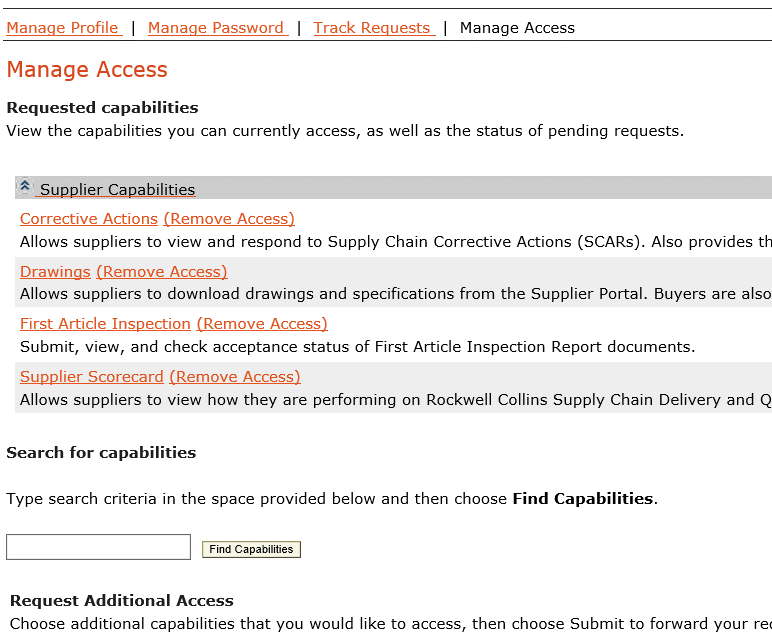 Manage Profile | Manage Password | Track Requests | Manage Access
Manage Access
Requested capabilities
View the capabilities you can currently access, as well as the status of pending requests.
Supplier Capabilities
Corrective Actions (Remove Access)
Allows suppliers to view and respond to Supply Chain Corrective Actions (SCARs). Also provides th
Drawings (Remove Access)
Allows suppliers to download drawings and specifications from the Supplier Portal. Buyers are also
First Article Inspection (Remove Access)
Submit, view, and check acceptance status of First Article Inspection Report documents.
Supplier Scorecard (Remove Access)
Allows suppliers to view how they are performing on Rockwell Collins Supply Chain Delivery and Q
Search for capabilities
Type search criteria in the space provided below and then choose Find Capabilities.
Find Capabilities
Request Additional Access
Choose additional capabilities that you would like to access, then choose Submit to forward your re